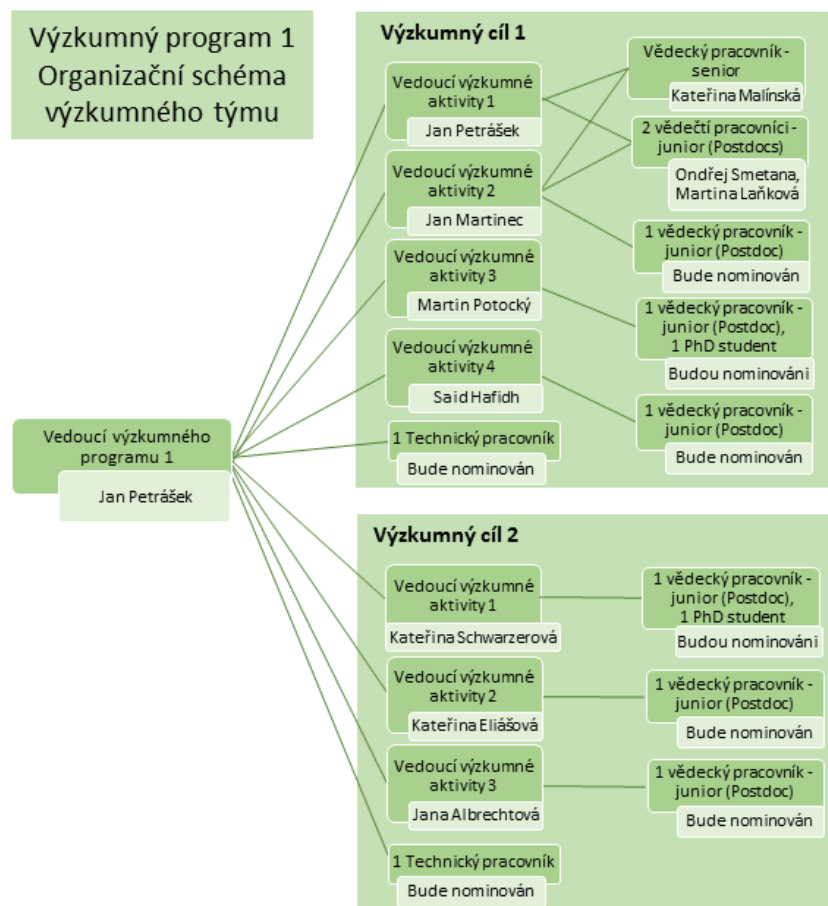 Výzkumný program 1
Organizační schéma
výzkumného týmu
Vedoucí výzkumného
programu 1
Jan Petrášek
Výzkumný cíl 1
Vedoucí výzkumné
aktivity 1
Jan Petrášek
Vedoucí výzkumné
aktivity 2
Jan Martinec
Vedoucí výzkumné
aktivity 3
Martin Potocký
Vedoucí výzkumné
aktivity 4
Said Hafidh
1 Technický pracovník
Bude nominován
Vědecký pracovník -
senior
Kateřina Malínská
2 vědečtí pracovníci -
junior (Postdocs)
Ondřej Smetana,
Martina Laňková
1 vědecký pracovník -
junior (Postdoc)
Bude nominován
1 vědecký pracovník -
junior (Postdoc),
1 PhD student
Budou nominováni
1 vědecký pracovník -
junior (Postdoc)
Bude nominován
Výzkumný cíl 2
Vedoucí výzkumné
aktivity 1
Kateřina Schwarzerová
Vedoucí výzkumné
aktivity 2
Kateřina Eliášová
Vedoucí výzkumné
aktivity 3
Jana Albrechtová
1 Technický pracovník
Bude nominován
1 vědecký pracovník -
junior (Postdoc),
1 PhD student
Budou nominováni
1 vědecký pracovník -
junior (Postdoc)
Bude nominován
1 vědecký pracovník -
junior (Postdoc)
Bude nominován